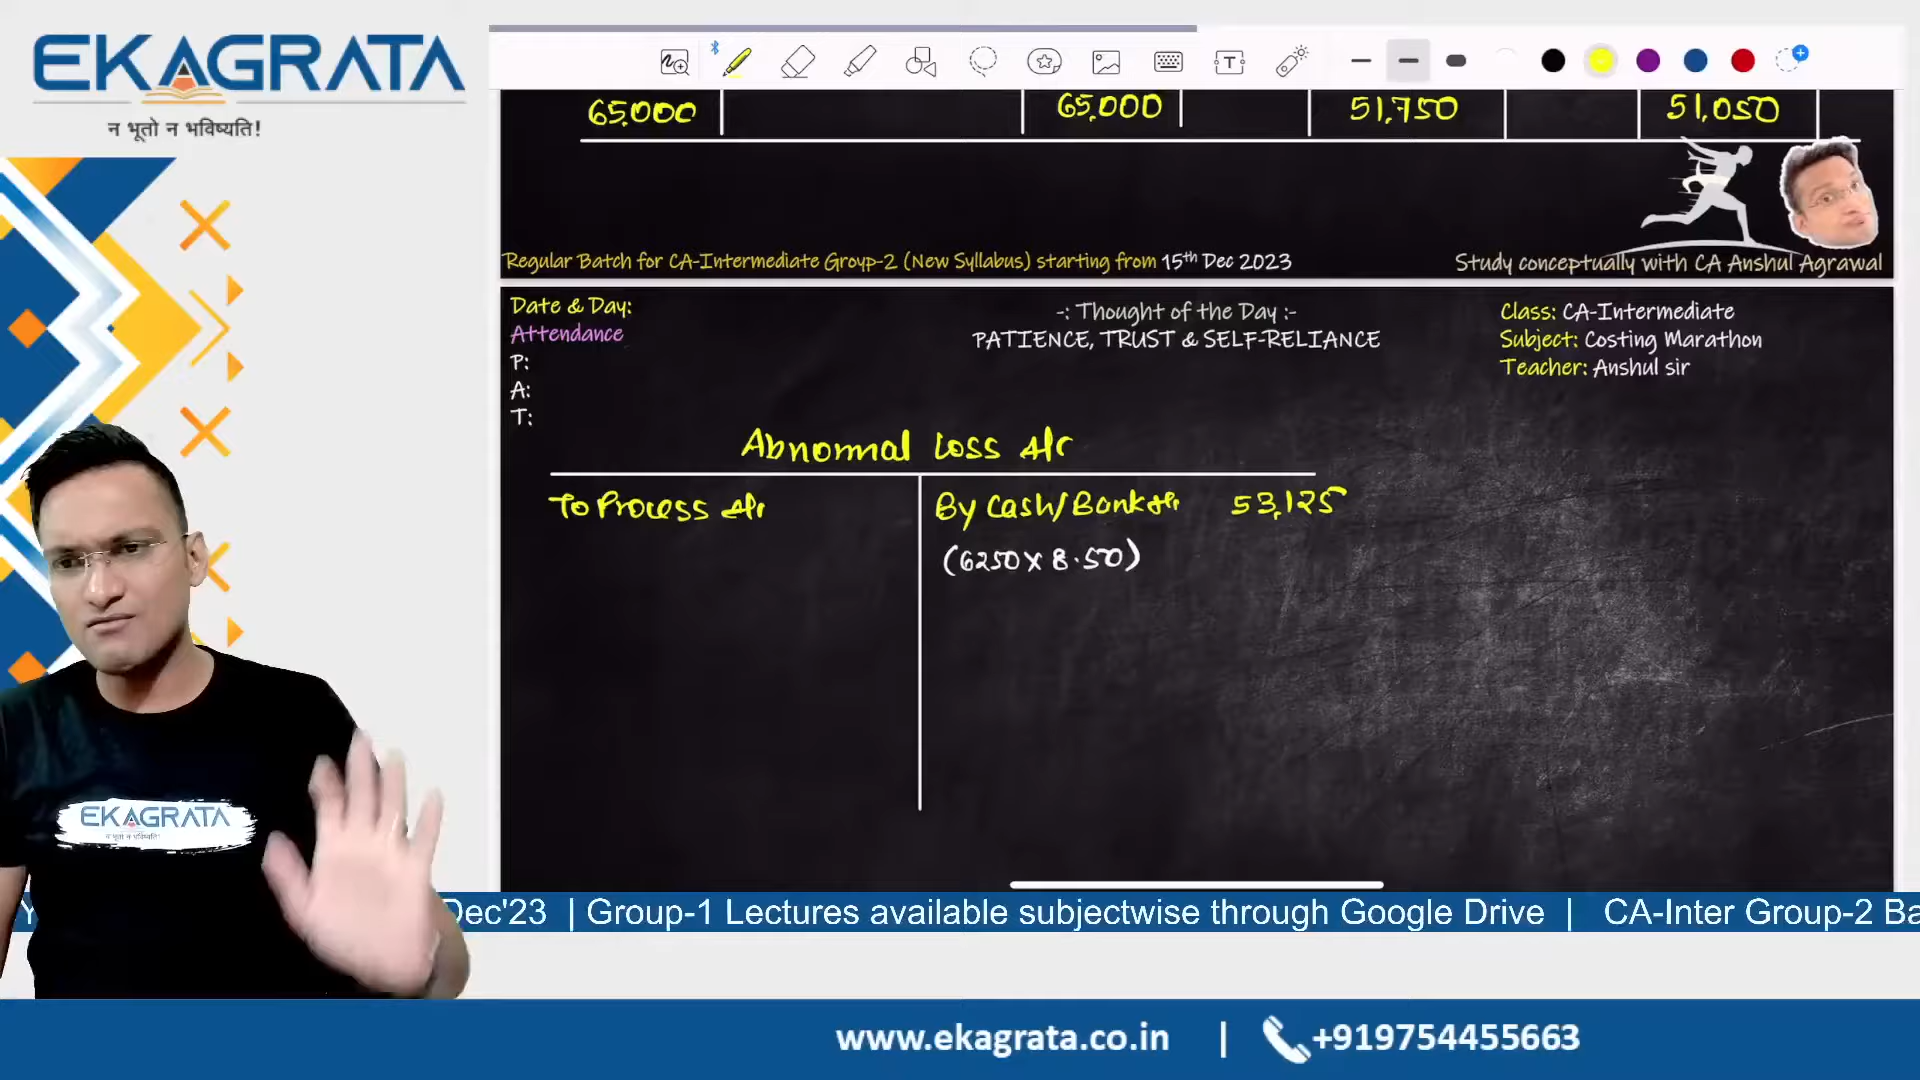 EKAGRATA
न भूतो न भविष्यति!
65,000 65,000 51,750 51,050
Regular Batch for CA-Intermediate Group-2 (New Syllabus) starting from 15th Dec 2023
Study conceptually with CA Anshul Agrawal
Date & Day:
Attendance
P:
A:
T:
-: Thought of the Day :-
PATIENCE, TRUST & SELF-RELIANCE
Class: CA-Intermediate
Subject: Costing Marathon
Teacher: Anshul sir
Abnormal Loss A/c
To Process A/c
By Cash/Bank A/c 53,125
(6250 x 8.50)
EKAGRATA
न भूतो न भविष्यति!
Dec'23 | Group-1 Lectures available subjectwise through Google Drive | CA-Inter Group-2
www.ekagrata.co.in | +919754455663